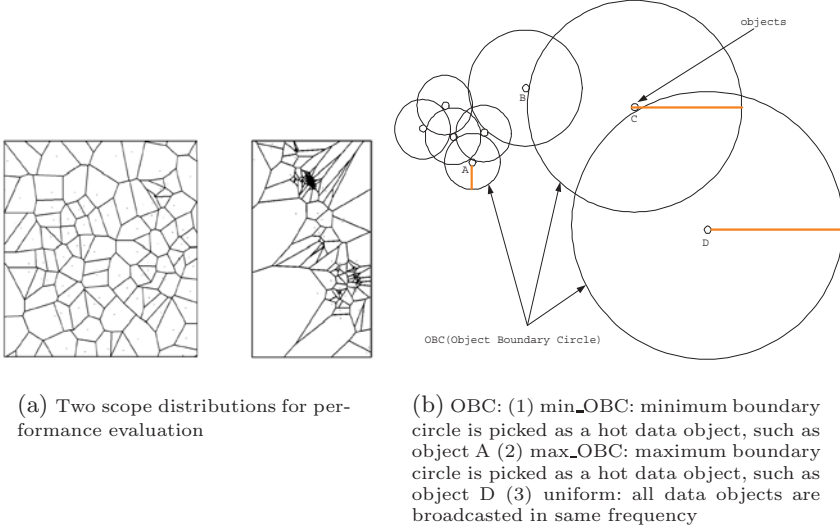 objects
B
C
A
D
OBC(Object Boundary Circle)
(a) Two scope distributions for per-
formance evaluation
(b) OBC: (1) min_OBC: minimum boundary
circle is picked as a hot data object, such as
object A (2) max_OBC: maximum boundary
circle is picked as a hot data object, such as
object D (3) uniform: all data objects are
broadcasted in same frequency